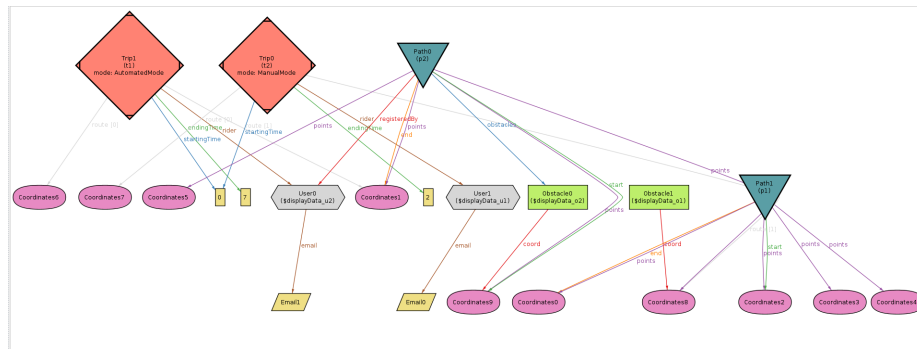 Trip1
(t1)
mode: AutomatedMode
Trip0
(t2)
mode: ManualMode
Path0
(p2)
route [0]
route [0]
route [1]
endingTime
rider
startingTime
startingTime
points
endingTime
rider
registeredBy
points
end
obstacles
start
points
points
Coordinates6
Coordinates7
Coordinates5
0
7
User0
($displayData_u2)
Coordinates1
2
User1
($displayData_u1)
Obstacle0
($displayData_o2)
Obstacle1
($displayData_o1)
Path1
(p1)
email
email
coord
end
points
coord
route [1]
start
points
points
points
Email1
Email0
Coordinates9
Coordinates0
Coordinates8
Coordinates2
Coordinates3
Coordinates4